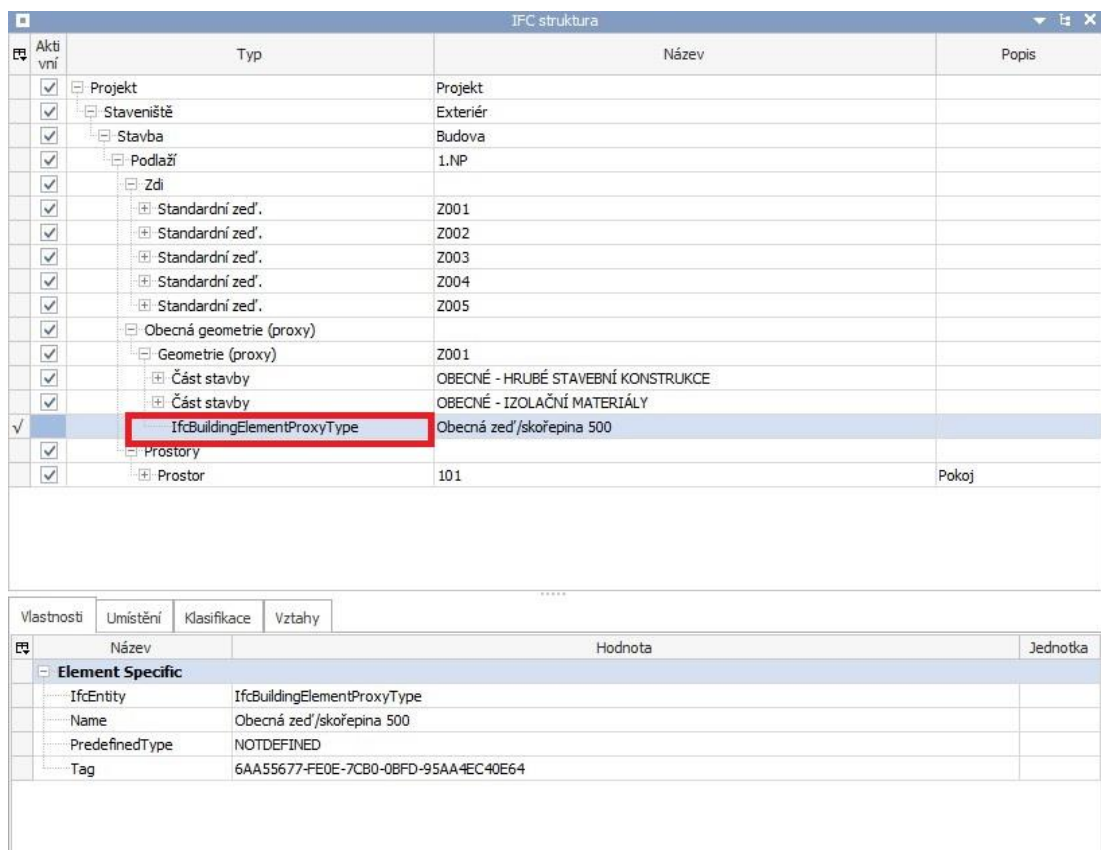 IFC struktura
Akti
vní Typ Název Popis
Projekt Projekt
Staveniště Exteriér
Stavba Budova
Podlaží 1.NP
Zdi
Standardní zeď. Z001
Standardní zeď. Z002
Standardní zeď. Z003
Standardní zeď. Z004
Standardní zeď. Z005
Obecná geometrie (proxy)
Geometrie (proxy) Z001
Část stavby OBECNÉ - HRUBÉ STAVEBNÍ KONSTRUKCE
Část stavby OBECNÉ - IZOLAČNÍ MATERIÁLY
IfcBuildingElementProxyType Obecná zeď/skořepina 500
Prostory
Prostor 101 Pokoj
Vlastnosti Umístění Klasifikace Vztahy
Název Hodnota Jednotka
Element Specific
IfcEntity IfcBuildingElementProxyType
Name Obecná zeď/skořepina 500
PredefinedType NOTDEFINED
Tag 6AA55677-FE0E-7CB0-0BFD-95AA4EC40E64